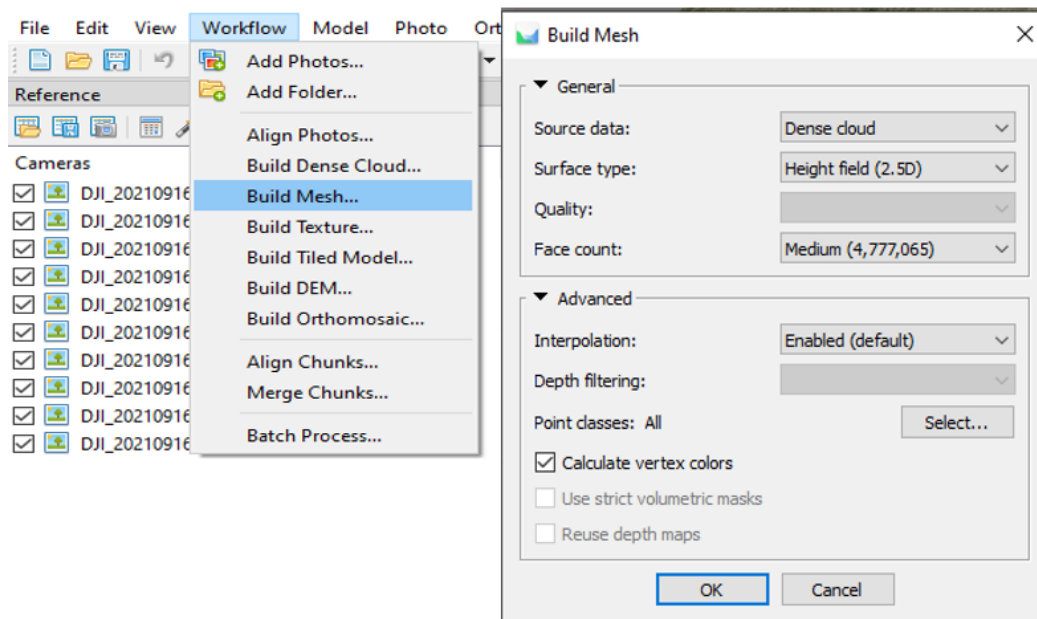 File Edit View Workflow Model Photo Ort
Reference
Cameras
DJI_20210916
DJI_20210916
DJI_20210916
DJI_20210916
DJI_20210916
DJI_20210916
DJI_20210916
DJI_20210916
DJI_20210916
DJI_20210916
Add Photos...
Add Folder...
Align Photos...
Build Dense Cloud...
Build Mesh...
Build Texture...
Build Tiled Model...
Build DEM...
Build Orthomosaic...
Align Chunks...
Merge Chunks...
Batch Process...
Build Mesh
General
Source data: Dense cloud
Surface type: Height field (2.5D)
Quality:
Face count: Medium (4,777,065)
Advanced
Interpolation: Enabled (default)
Depth filtering:
Point classes: All Select...
Calculate vertex colors
Use strict volumetric masks
Reuse depth maps
OK Cancel